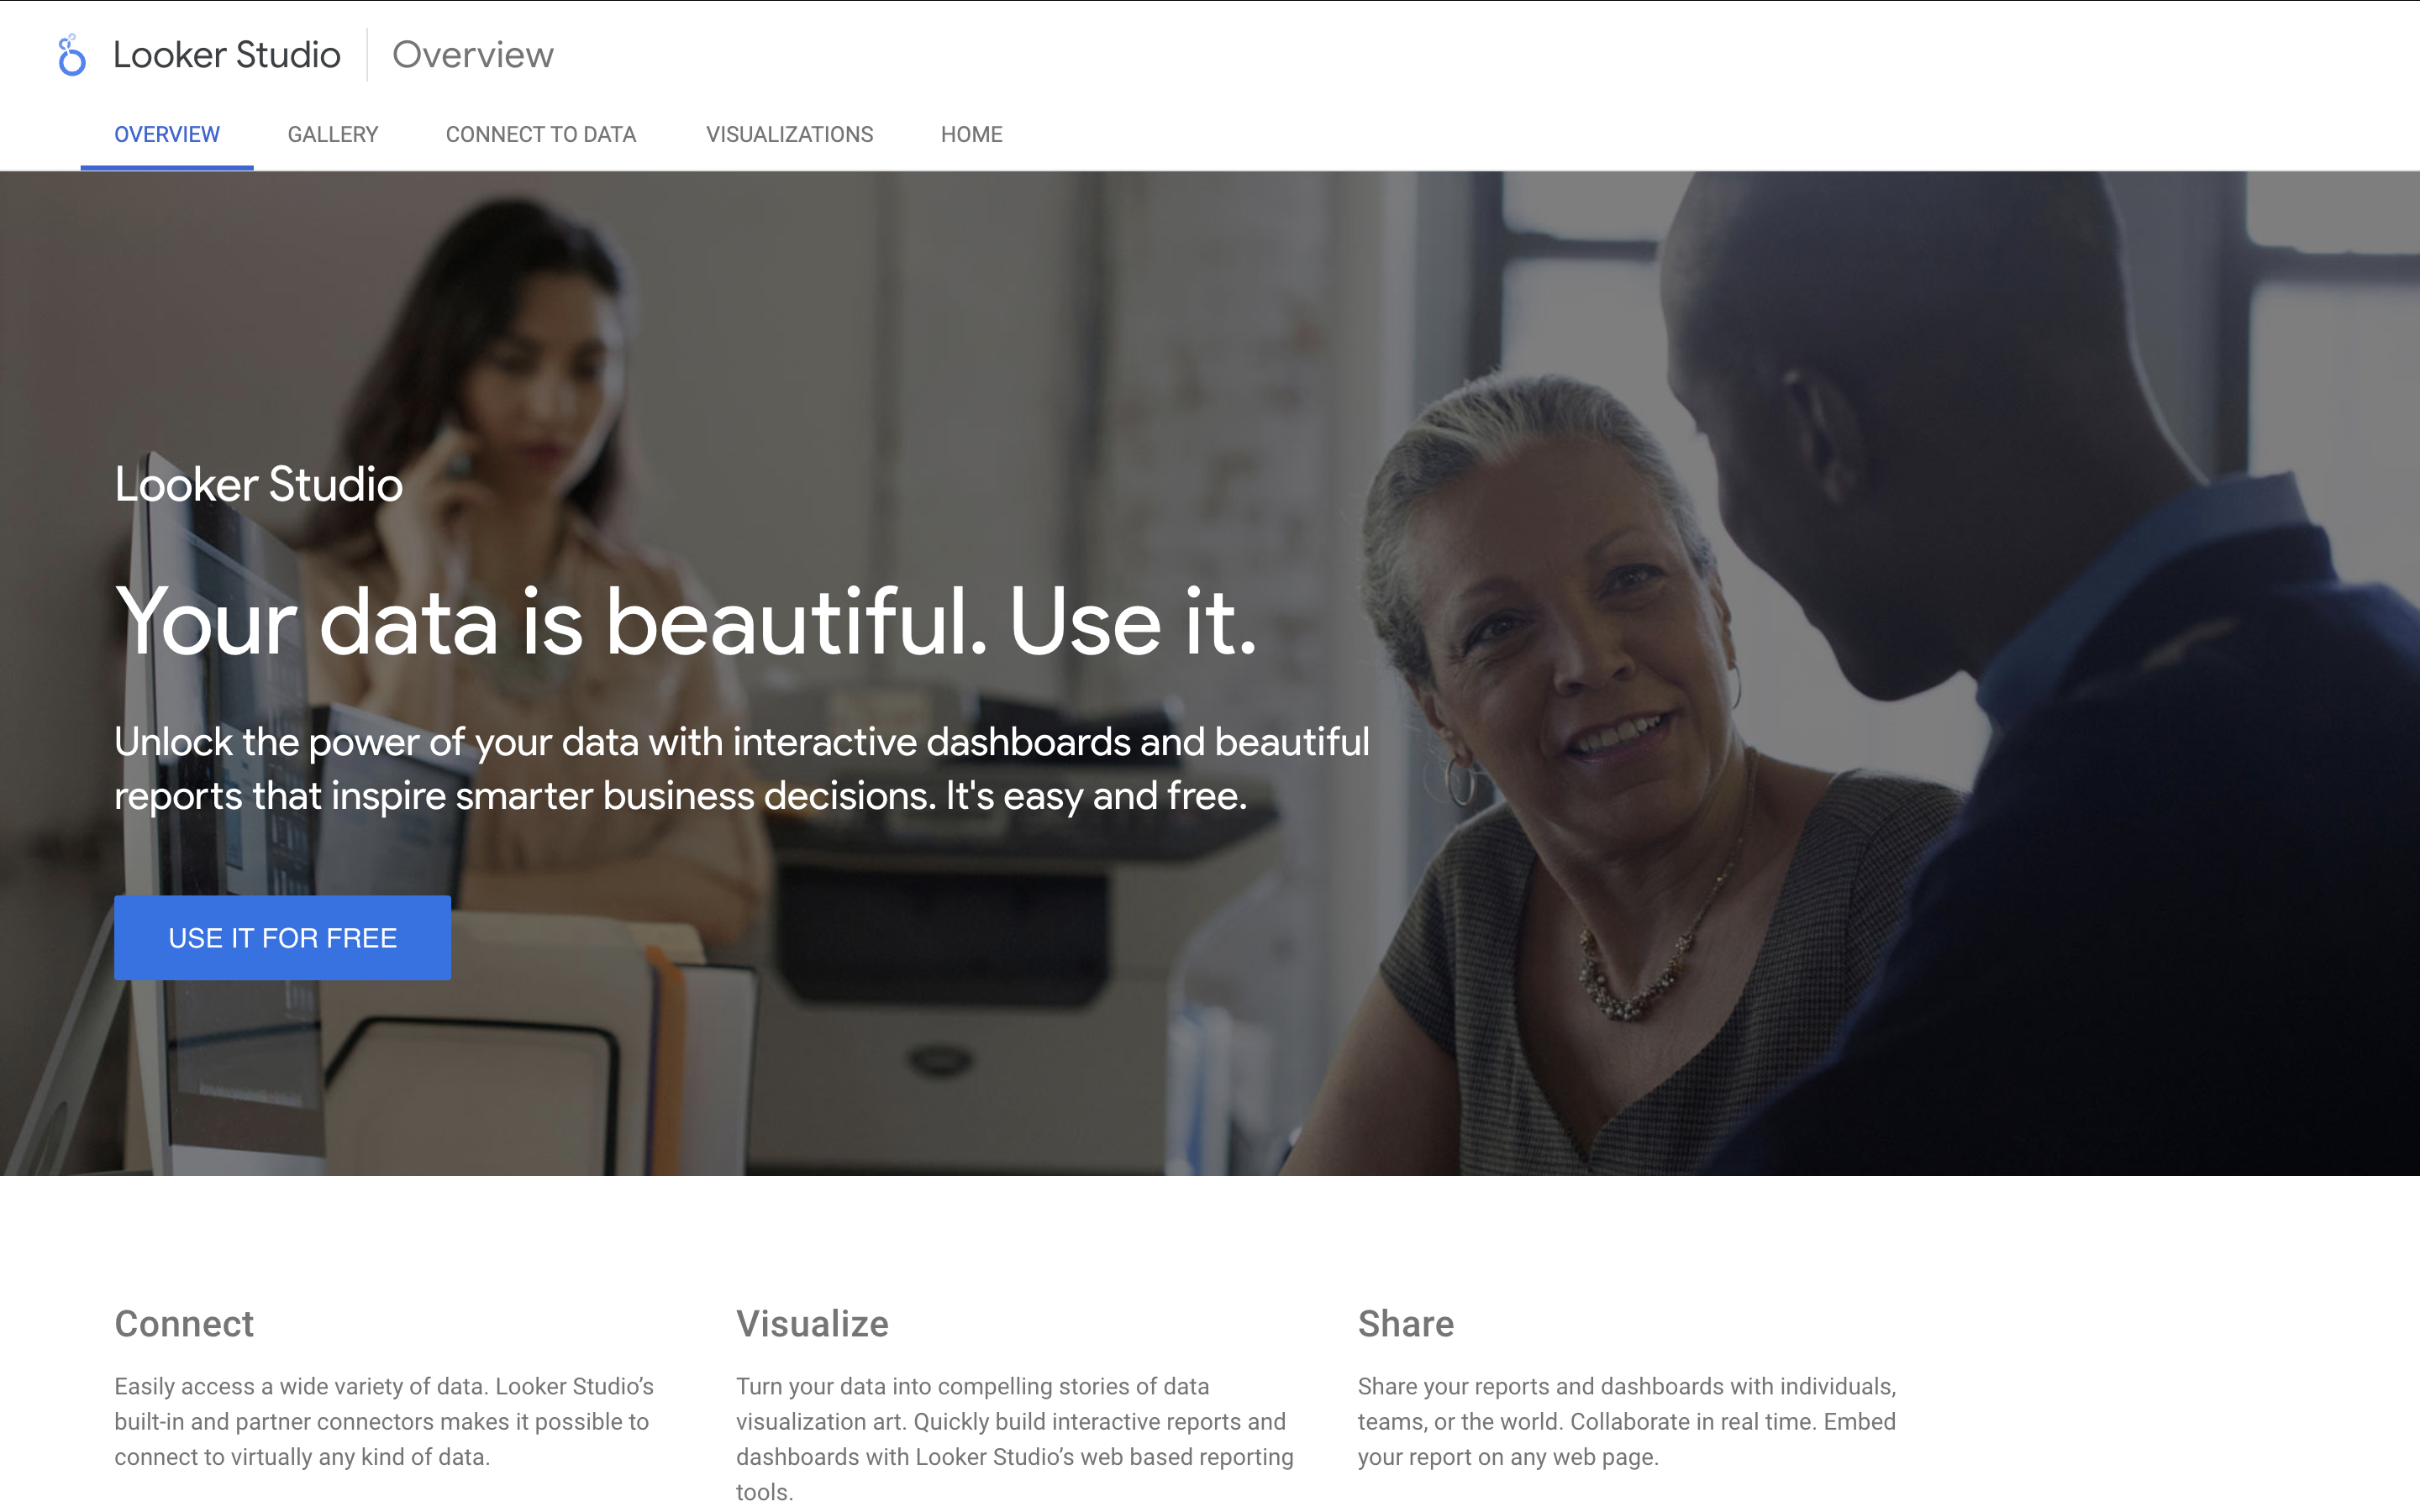 Looker Studio
Overview
OVERVIEW
GALLERY
CONNECT TO DATA
VISUALIZATIONS
HOME
Looker Studio
Your data is beautiful. Use it.
Unlock the power of your data with interactive dashboards and beautiful
reports that inspire smarter business decisions. It's easy and free.
USE IT FOR FREE
Connect
Easily access a wide variety of data. Looker Studio’s
built-in and partner connectors makes it possible to
connect to virtually any kind of data.
Visualize
Turn your data into compelling stories of data
visualization art. Quickly build interactive reports and
dashboards with Looker Studio’s web based reporting
tools.
Share
Share your reports and dashboards with individuals,
teams, or the world. Collaborate in real time. Embed
your report on any web page.